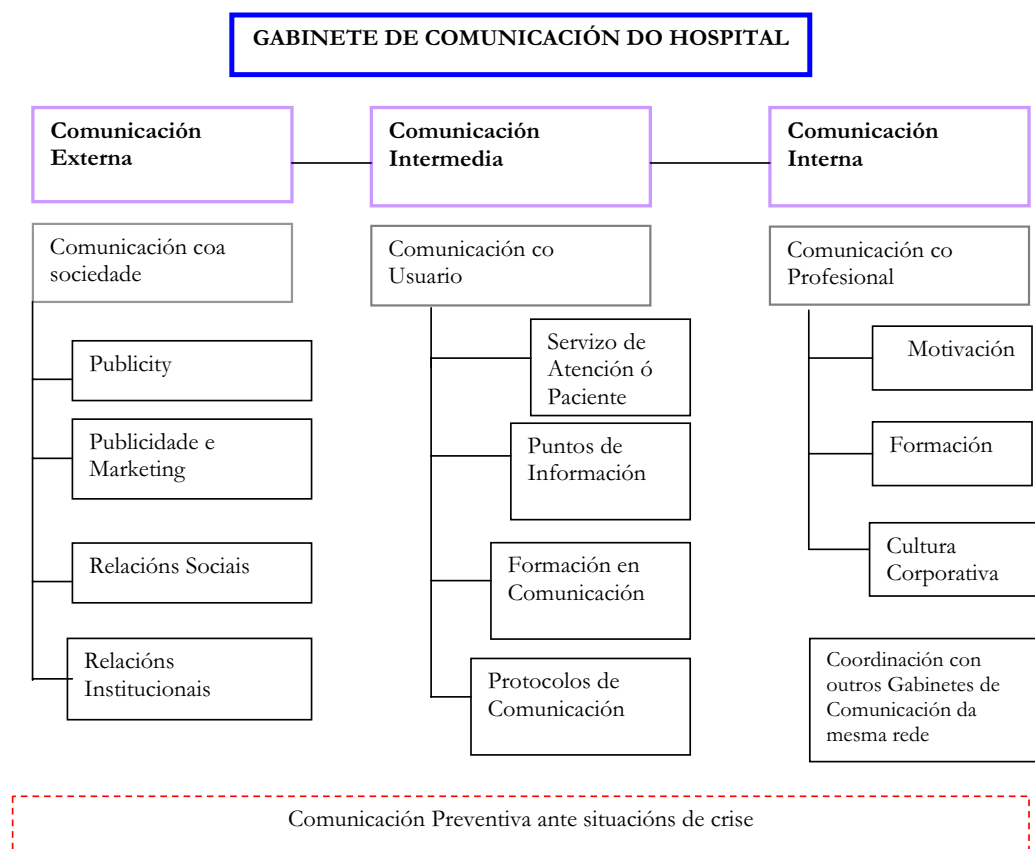 GABINETE DE COMUNICACIÓN DO HOSPITAL
Comunicación
Externa
Comunicación
Intermedia
Comunicación
Interna
Comunicación coa
sociedade
Comunicación co
Usuario
Comunicación co
Profesional
Publicity
Publicidade e
Marketing
Relacións Sociais
Relacións
Institucionais
Servizo de
Atención ó
Paciente
Puntos de
Información
Formación en
Comunicación
Protocolos de
Comunicación
Motivación
Formación
Cultura
Corporativa
Coordinación con
outros Gabinetes de
Comunicación da
mesma rede
Comunicación Preventiva ante situacións de crise